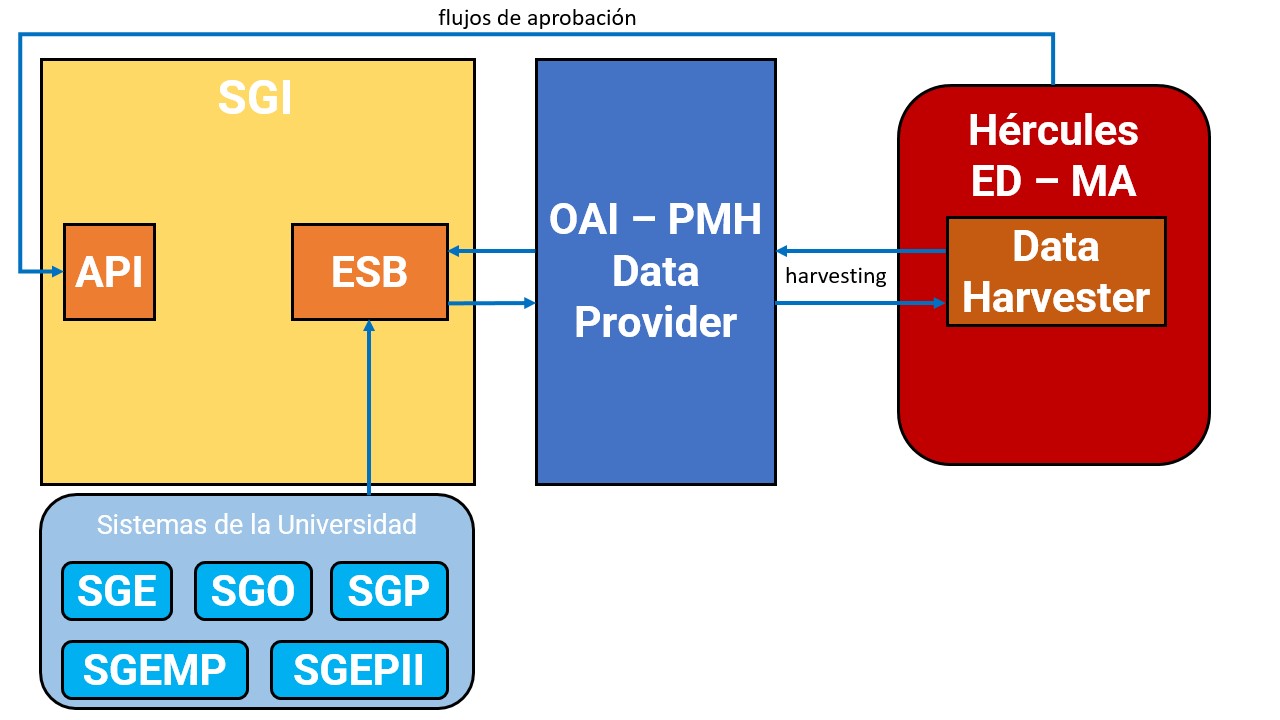 flujos de aprobación
SGI
API
ESB
OAI – PMH
Data
Provider
harvesting
Hércules
ED – MA
Data
Harvester
Sistemas de la Universidad
SGE
SGO
SGP
SGEMP
SGEPII